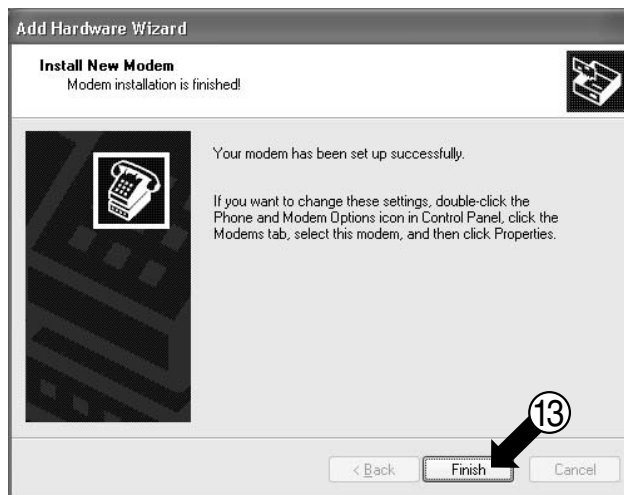 Add Hardware Wizard
Install New Modem
Modem installation is finished!
Your modem has been set up successfully.
If you want to change these settings, double-click the
Phone and Modem Options icon in Control Panel, click the
Modems tab, select this modem, and then click Properties.
⑬
< Back Finish Cancel